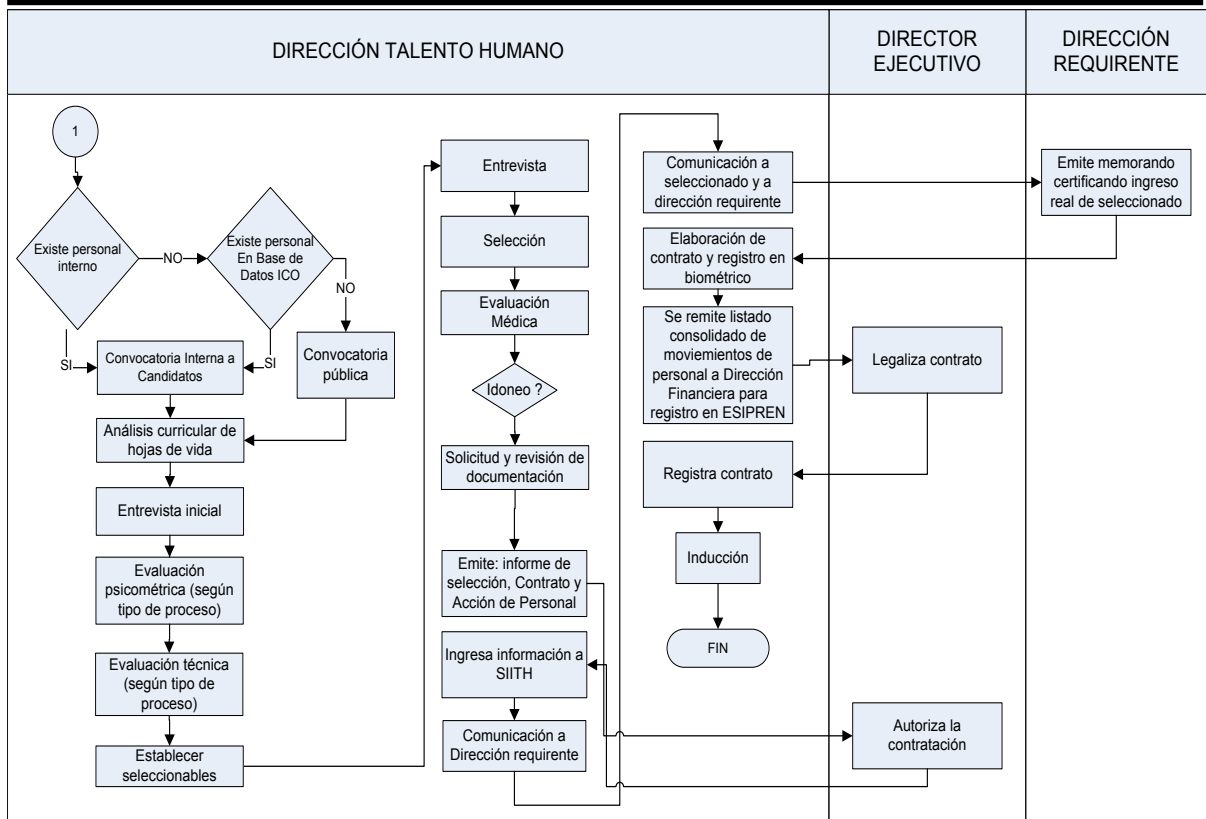 DIRECCIÓN TALENTO HUMANO
DIRECTOR
EJECUTIVO
DIRECCIÓN
REQUIRENTE
1
Existe personal
interno
NO
SI
Existe personal
En Base de
Datos ICO
NO
SI
Convocatoria Interna a
Candidatos
Convocatoria
pública
Análisis curricular de
hojas de vida
Entrevista inicial
Evaluación
psicométrica (según
tipo de proceso)
Evaluación técnica
(según tipo de
proceso)
Establecer
seleccionables
Entrevista
Selección
Evaluación
Médica
Idoneo ?
Solicitud y revisión de
documentación
Emite: informe de
selección, Contrato y
Acción de Personal
Ingresa información a
SIITH
Comunicación a
Dirección requirente
Comunicación a
seleccionado y a
dirección requirente
Elaboración de
contrato y registro en
biométrico
Se remite listado
consolidado de
moviemientos de
personal a Dirección
Financiera para
registro en ESIPREN
Registra contrato
Inducción
FIN
Legaliza contrato
Autoriza la
contratación
Emite memorando
certificando ingreso
real de seleccionado